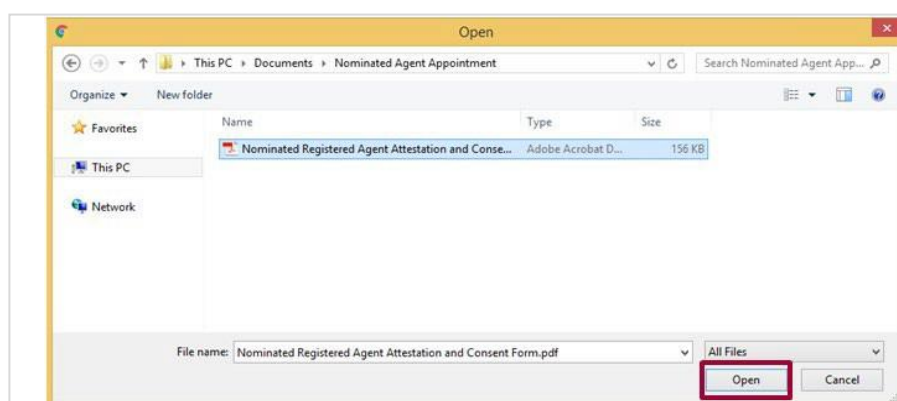 Open
This PC Documents Nominated Agent Appointment Search Nominated Agent App...
Organize New folder
Name Type Size
Favorites
Nominated Registered Agent Attestation and Conse... Adobe Acrobat D... 156 KB
This PC
Network
File name: Nominated Registered Agent Attestation and Consent Form.pdf All Files
Open Cancel